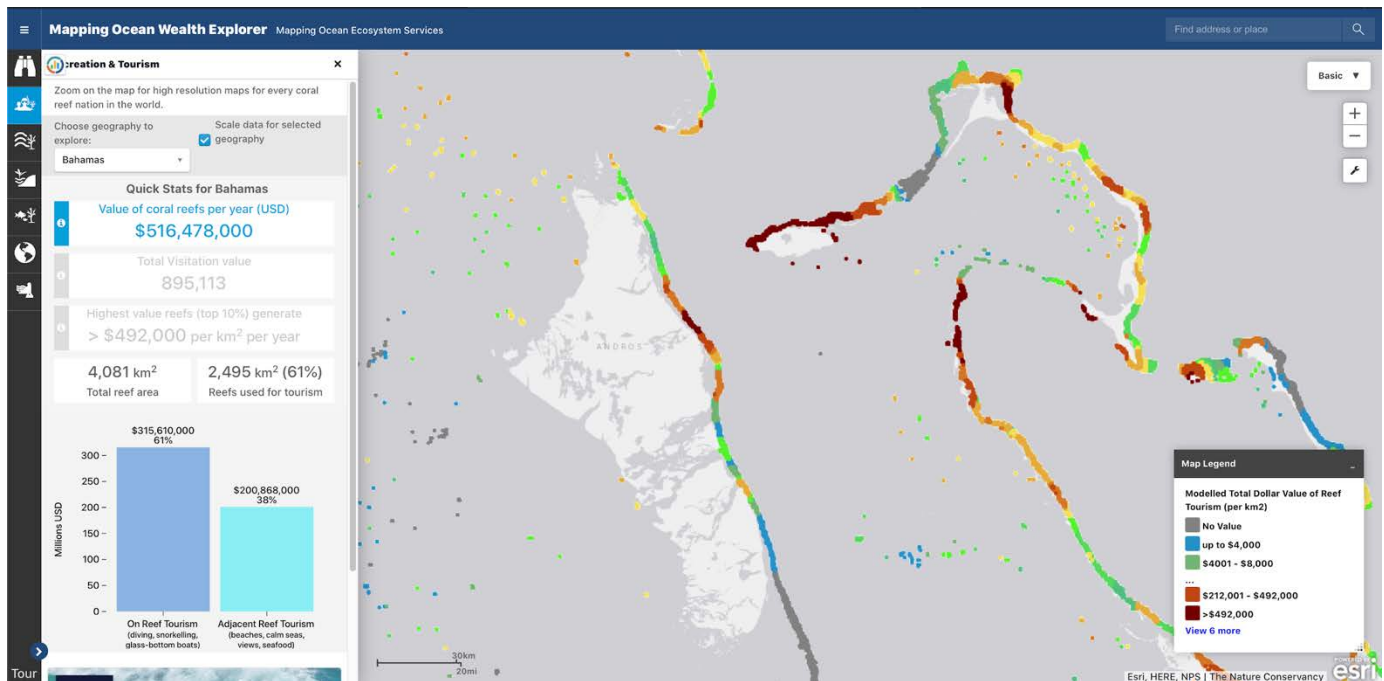 Mapping Ocean Wealth Explorer Mapping Ocean Ecosystem Services
Find address or place
creation & Tourism
Zoom on the map for high resolution maps for every coral
reef nation in the world.
Choose geography to
explore:
Scale data for selected
geography
Bahamas
Quick Stats for Bahamas
Value of coral reefs per year (USD)
$516,478,000
Total Visitation value
895,113
Highest value reefs (top 10%) generate
> $492,000 per km² per year
4,081 km²
Total reef area
2,495 km² (61%)
Reefs used for tourism
$315,610,000
61%
$200,868,000
38%
Millions USD
300
250
200
150
100
50
0
On Reef Tourism
(diving, snorkelling,
glass-bottom boats)
Adjacent Reef Tourism
(beaches, calm seas,
views, seafood)
Tour
ANDROS
30km
20mi
Basic
+
−
Map Legend
Modelled Total Dollar Value of Reef
Tourism (per km2)
No Value
up to $4,000
$4001 - $8,000
...
$212,001 - $492,000
>$492,000
View 6 more
Esri, HERE, NPS | The Nature Conservancy
POWERED BY
esri